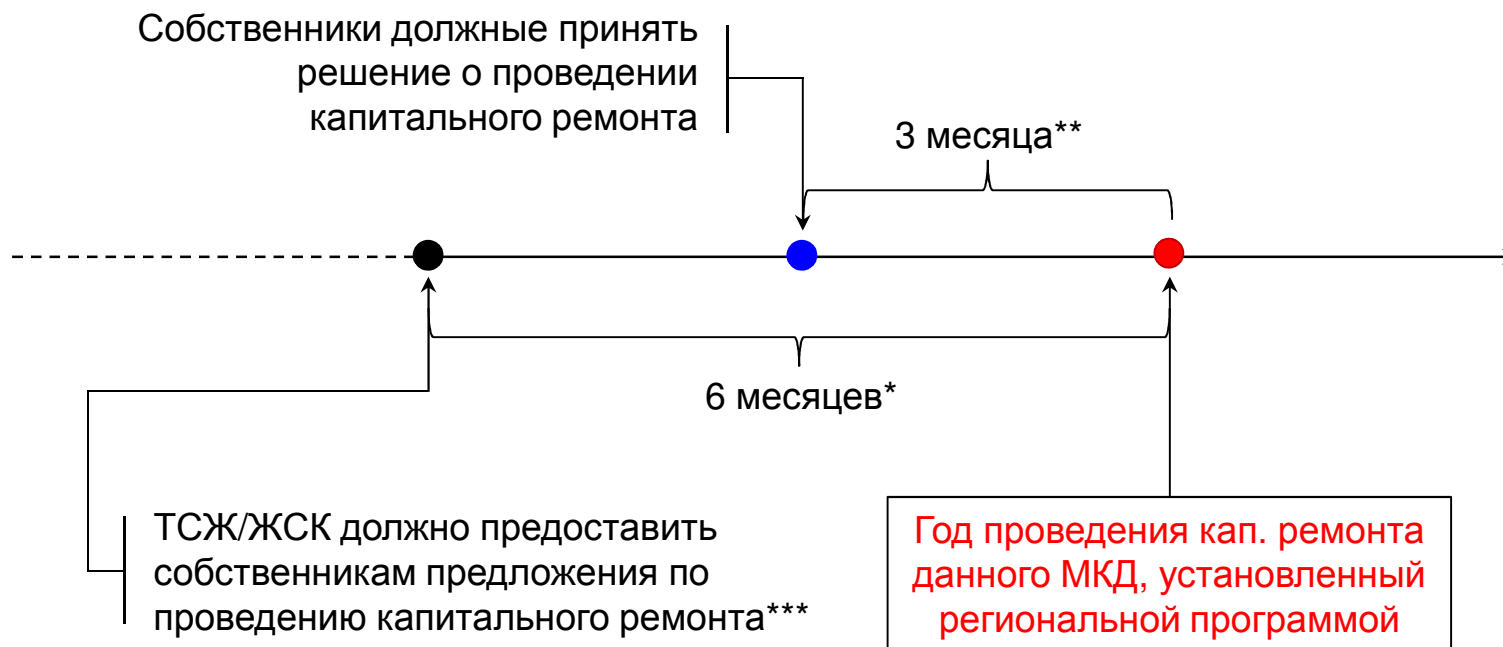 Собственники должные принять
решение о проведении
капитального ремонта
3 месяца**
6 месяцев*
ТСЖ/ЖСК должно предоставить
собственникам предложения по
проведению капитального ремонта***
Год проведения кап. ремонта
данного МКД, установленный
региональной программой